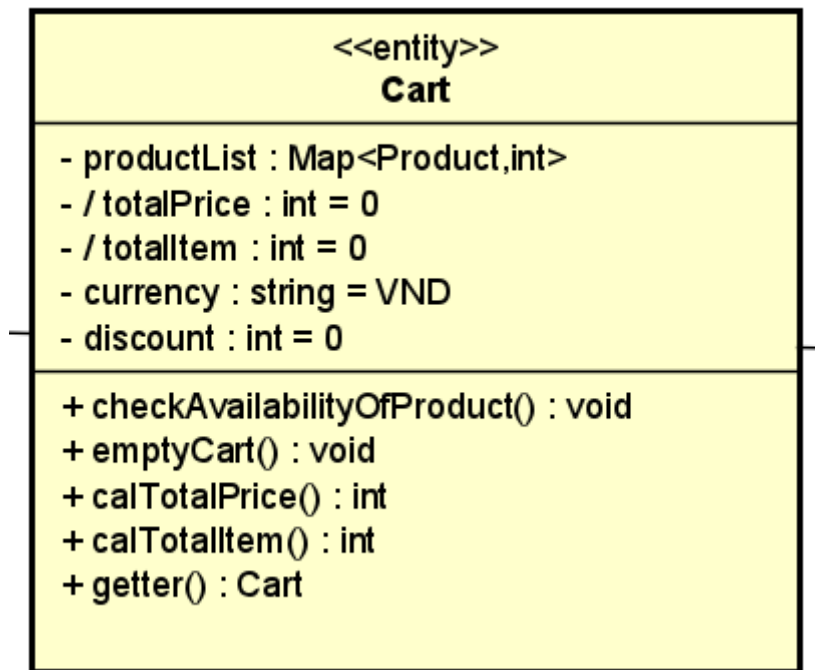 <<entity>>
Cart
- productList : Map<Product,int>
- / totalPrice : int = 0
- / totalItem : int = 0
- currency : string = VND
- discount : int = 0
+ checkAvailabilityOfProduct() : void
+ emptyCart() : void
+ calTotalPrice() : int
+ calTotalItem() : int
+ getter() : Cart